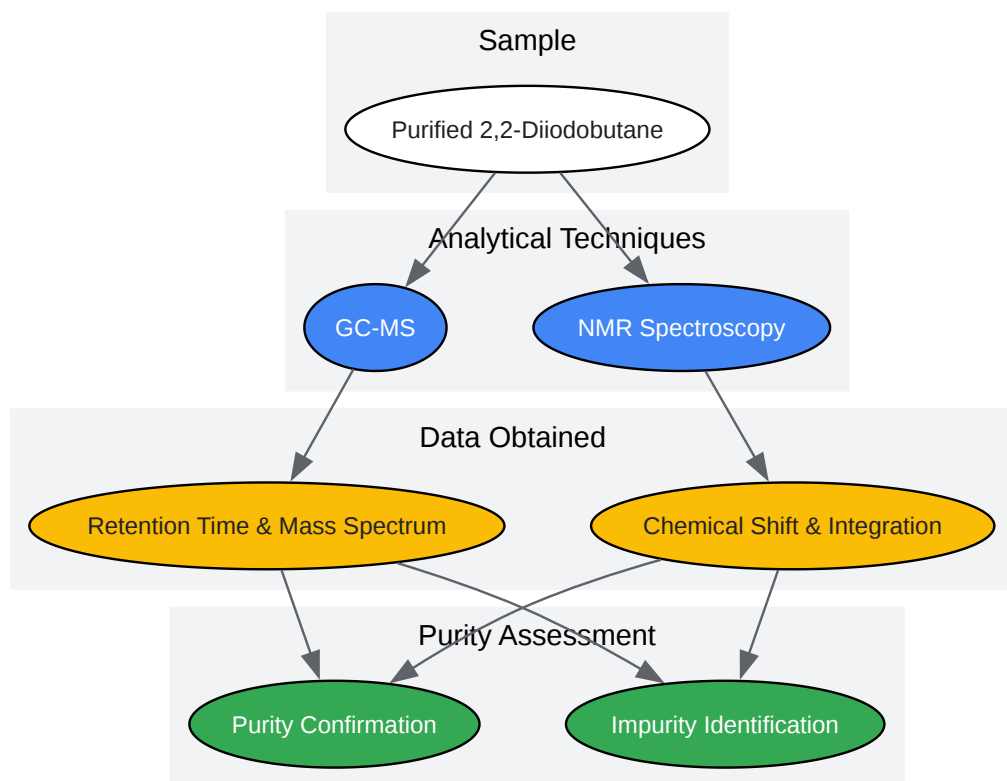 Sample
Purified 2,2-Diiodobutane
Analytical Techniques
GC-MS
NMR Spectroscopy
Data Obtained
Retention Time & Mass Spectrum
Chemical Shift & Integration
Purity Assessment
Purity Confirmation
Impurity Identification